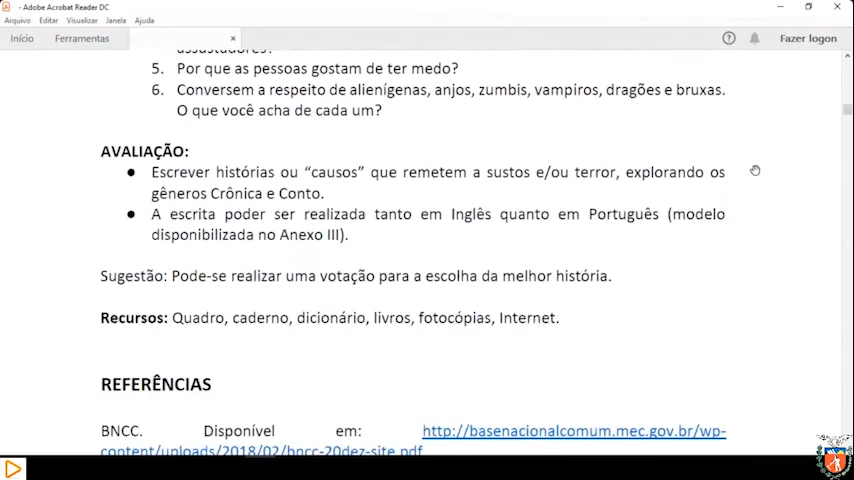 - Adobe Acrobat Reader DC
Arquivo Editar Visualizar Janela Ajuda
Início Ferramentas × Fazer logon
assustadores?
5. Por que as pessoas gostam de ter medo?
6. Conversem a respeito de alienígenas, anjos, zumbis, vampiros, dragões e bruxas.
O que você acha de cada um?
AVALIAÇÃO:
● Escrever histórias ou “causos” que remetem a sustos e/ou terror, explorando os
gêneros Crônica e Conto.
● A escrita poder ser realizada tanto em Inglês quanto em Português (modelo
disponibilizada no Anexo III).
Sugestão: Pode-se realizar uma votação para a escolha da melhor história.
Recursos: Quadro, caderno, dicionário, livros, fotocópias, Internet.
REFERÊNCIAS
BNCC. Disponível em: http://basenacionalcomum.mec.gov.br/wp-
content/uploads/2018/02/bncc-20dez-site.pdf